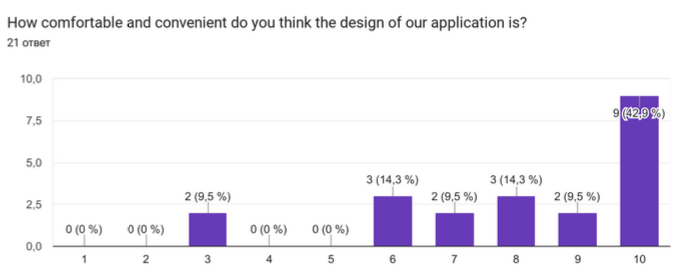 How comfortable and convenient do you think the design of our application is?
21 ответ
10,0
7,5
5,0
2,5
0,0
0 (0 %)
0 (0 %)
2 (9,5 %)
0 (0 %)
0 (0 %)
3 (14,3 %)
2 (9,5 %)
3 (14,3 %)
2 (9,5 %)
9 (42,9 %)
1 2 3 4 5 6 7 8 9 10